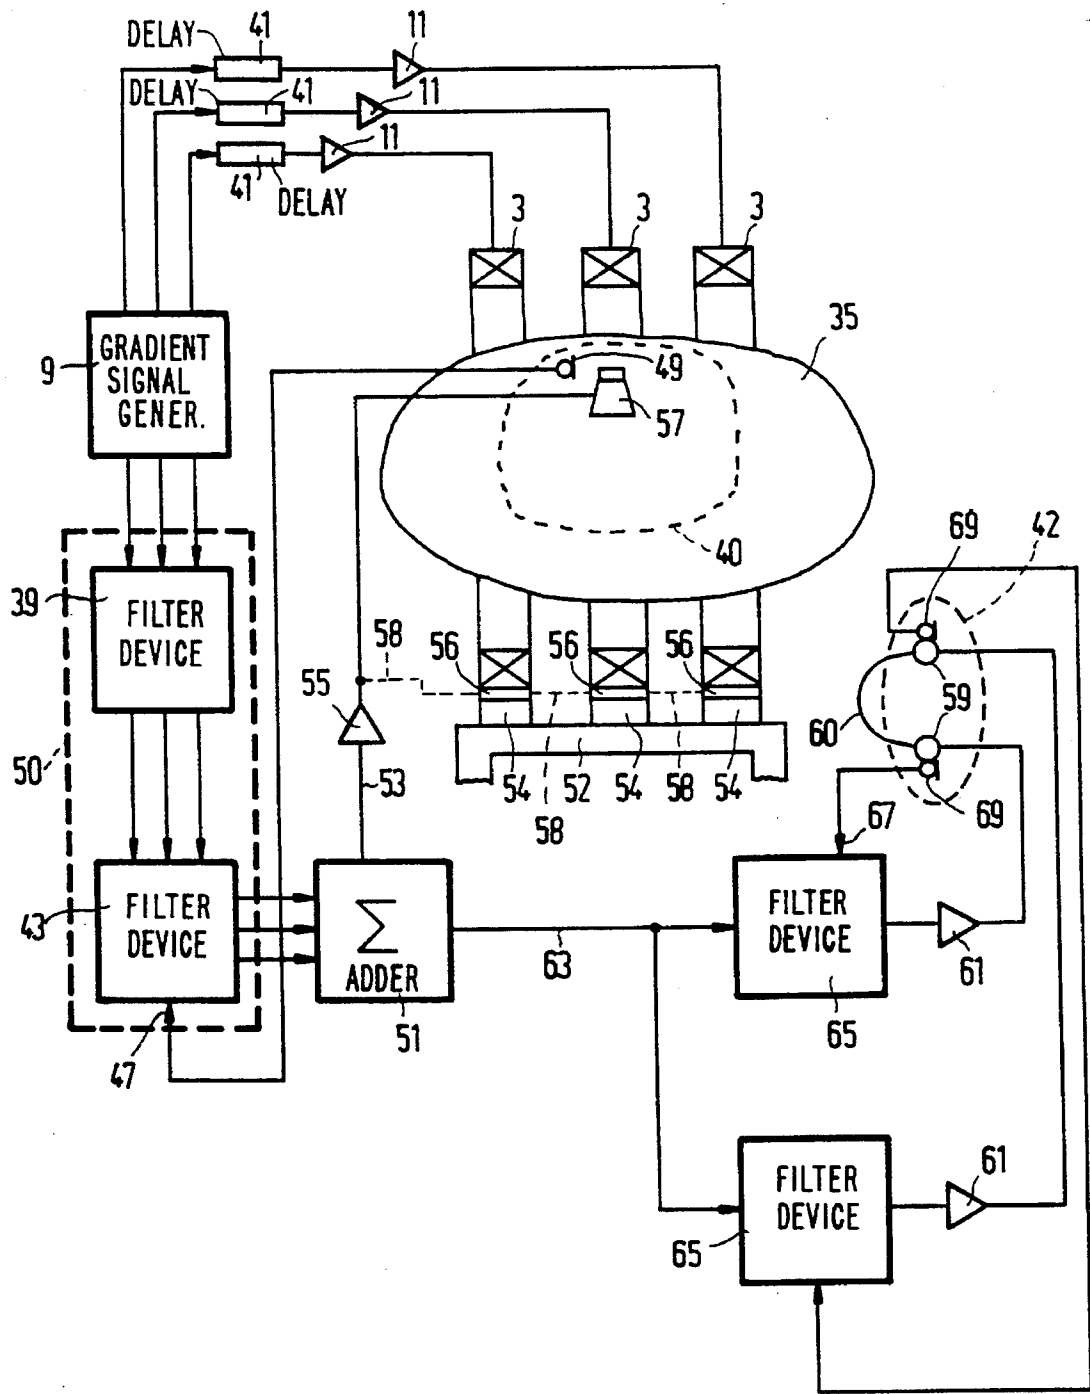 DELAY 41 11
DELAY 41 11
11
41 DELAY
3 3 3
35
9 GRADIENT
SIGNAL
GENER.
49
57
40
69 42
39 FILTER
DEVICE
58
56 56 56
55
59
60
50
53
54 52 54 58 54
58
69
67
43 FILTER
DEVICE
Σ
ADDER
51
63
FILTER
DEVICE
65
61
47
FILTER
DEVICE
65
61